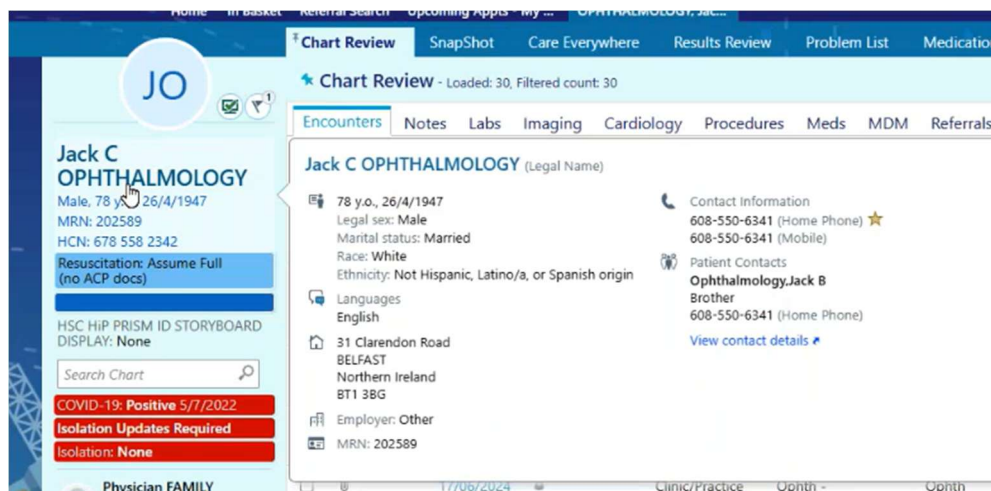 Home In Basket Referral Search Upcoming Appts - My ... OPHTHALMOLOGY, Jac...
Chart Review SnapShot Care Everywhere Results Review Problem List Medicatio
JO
1
Chart Review - Loaded: 30, Filtered count: 30
Encounters Notes Labs Imaging Cardiology Procedures Meds MDM Referrals
Jack C
OPHTHALMOLOGY
Male, 78 y 26/4/1947
MRN: 202589
HCN: 678 558 2342
Resuscitation: Assume Full
(no ACP docs)
HSC HiP PRISM ID STORYBOARD
DISPLAY: None
Search Chart
COVID-19: Positive 5/7/2022
Isolation Updates Required
Isolation: None
Physician FAMILY
Jack C OPHTHALMOLOGY (Legal Name)
78 y.o., 26/4/1947
Legal sex: Male
Marital status: Married
Race: White
Ethnicity: Not Hispanic, Latino/a, or Spanish origin
Languages
English
31 Clarendon Road
BELFAST
Northern Ireland
BT1 3BG
Employer: Other
MRN: 202589
Contact Information
608-550-6341 (Home Phone)
608-550-6341 (Mobile)
Patient Contacts
Ophthalmology,Jack B
Brother
608-550-6341 (Home Phone)
View contact details
17/06/2024 Clinic/Practice Ophth - Ophth